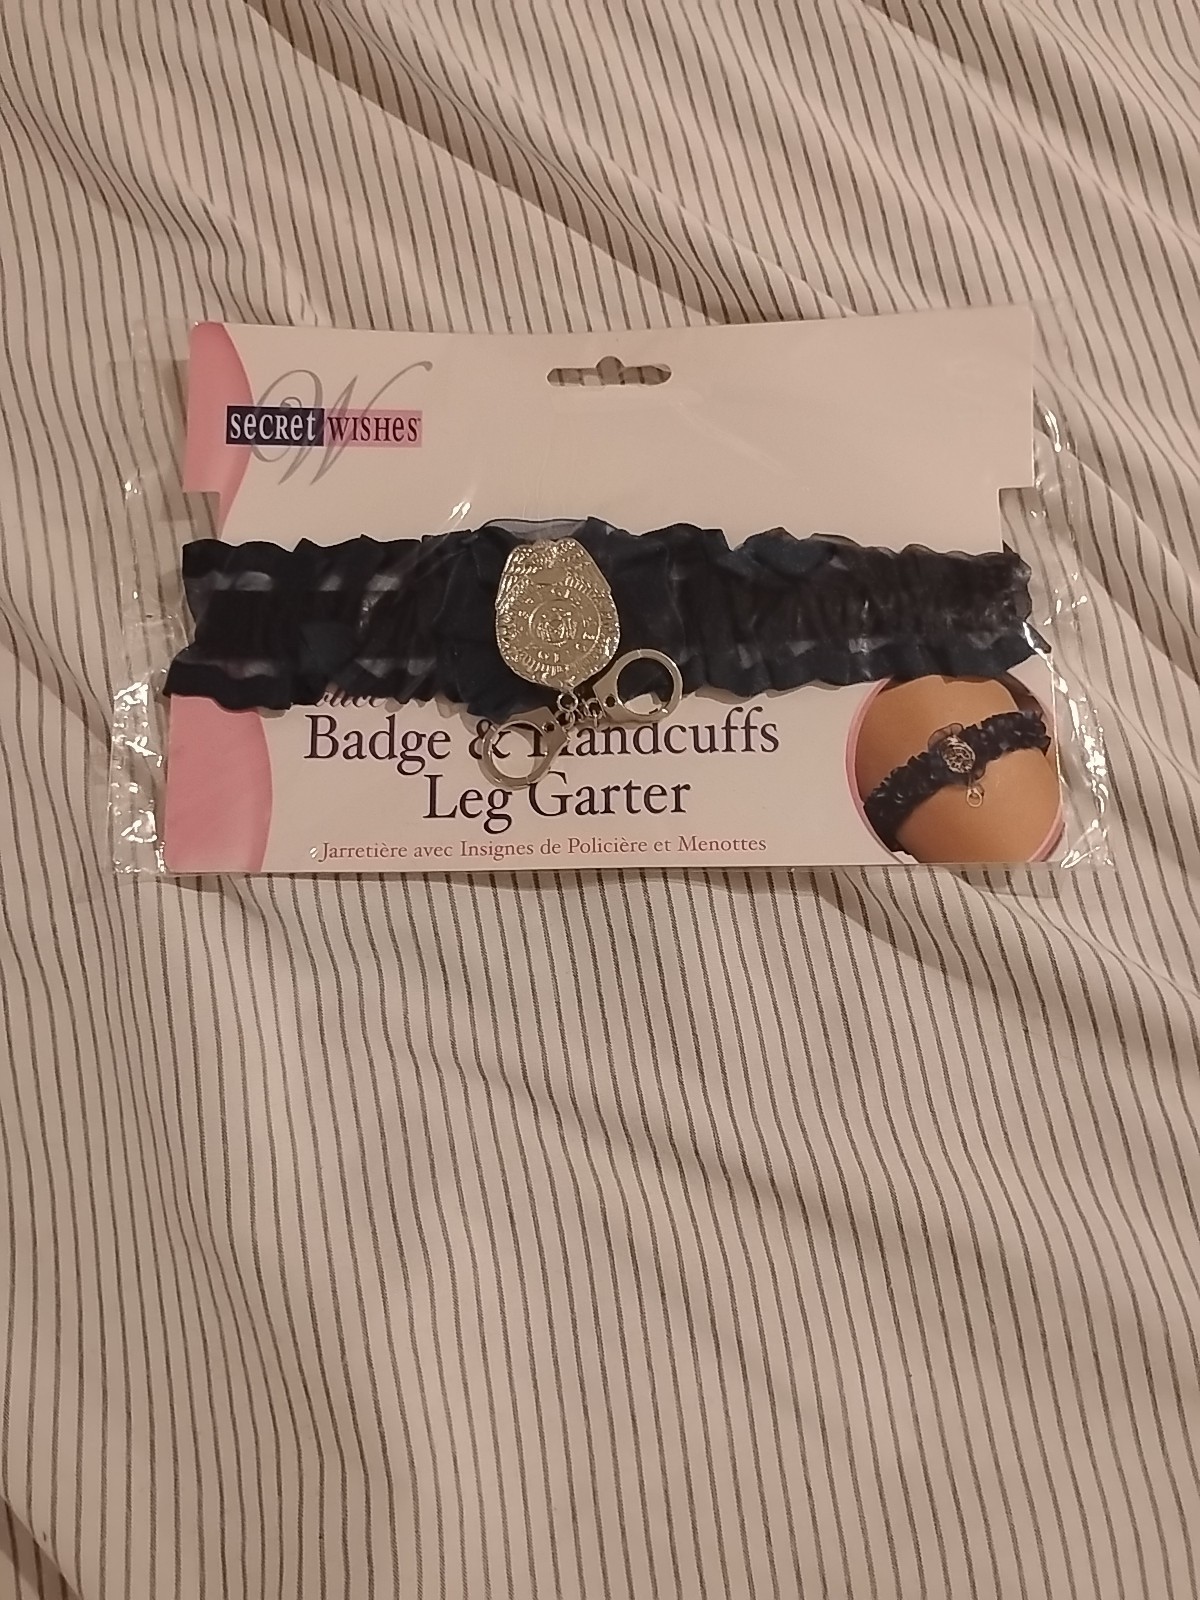 secret WISHES
Badge & Handcuffs
Leg Garter
Jarretière avec Insignes de Policière et Menottes